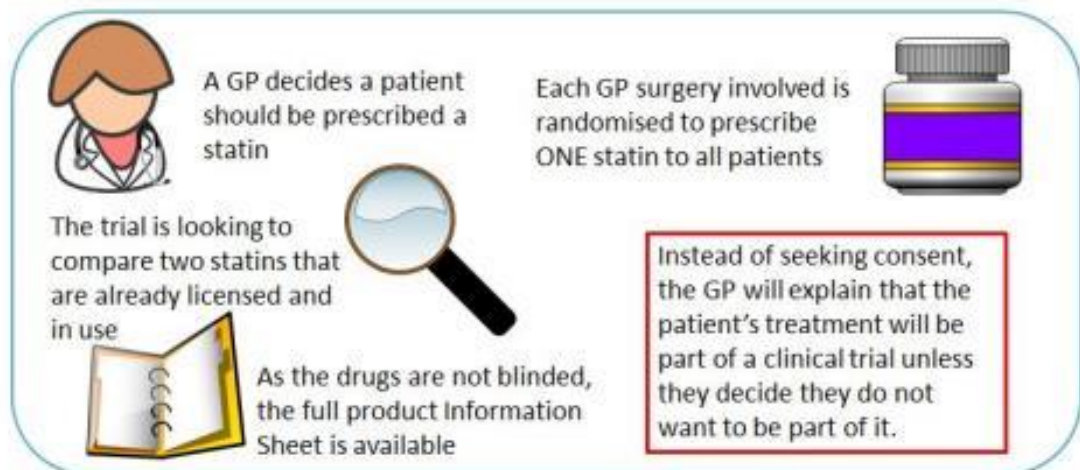 A GP decides a patient
should be prescribed a
statin
Each GP surgery involved is
randomised to prescribe
ONE statin to all patients
The trial is looking to
compare two statins that
are already licensed and
in use
Instead of seeking consent,
the GP will explain that the
patient's treatment will be
part of a clinical trial unless
they decide they do not
want to be part of it.
As the drugs are not blinded,
the full product Information
Sheet is available